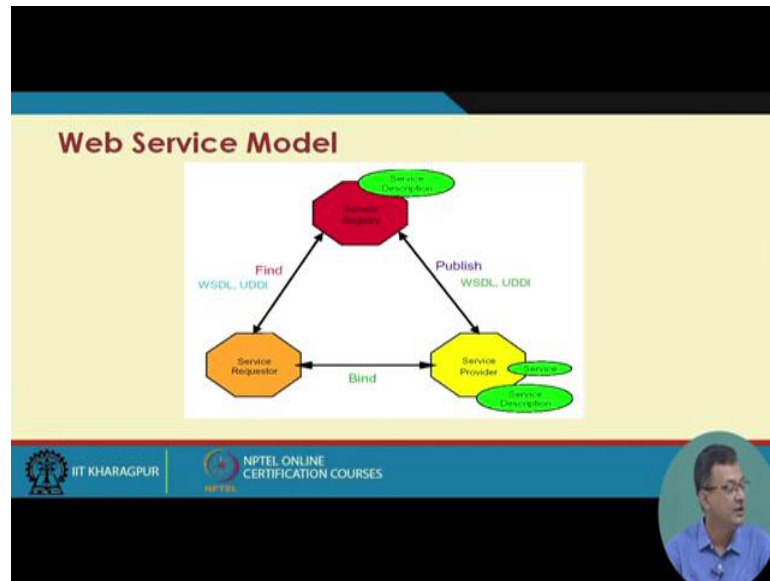 Web Service Model
Service
Description
Service
Registry
Find
WSDL, UDDI
Publish
WSDL, UDDI
Service
Requestor
Bind
Service
Provider
Service
Service
Description
IIT KHARAGPUR
NPTEL
NPTEL ONLINE
CERTIFICATION COURSES